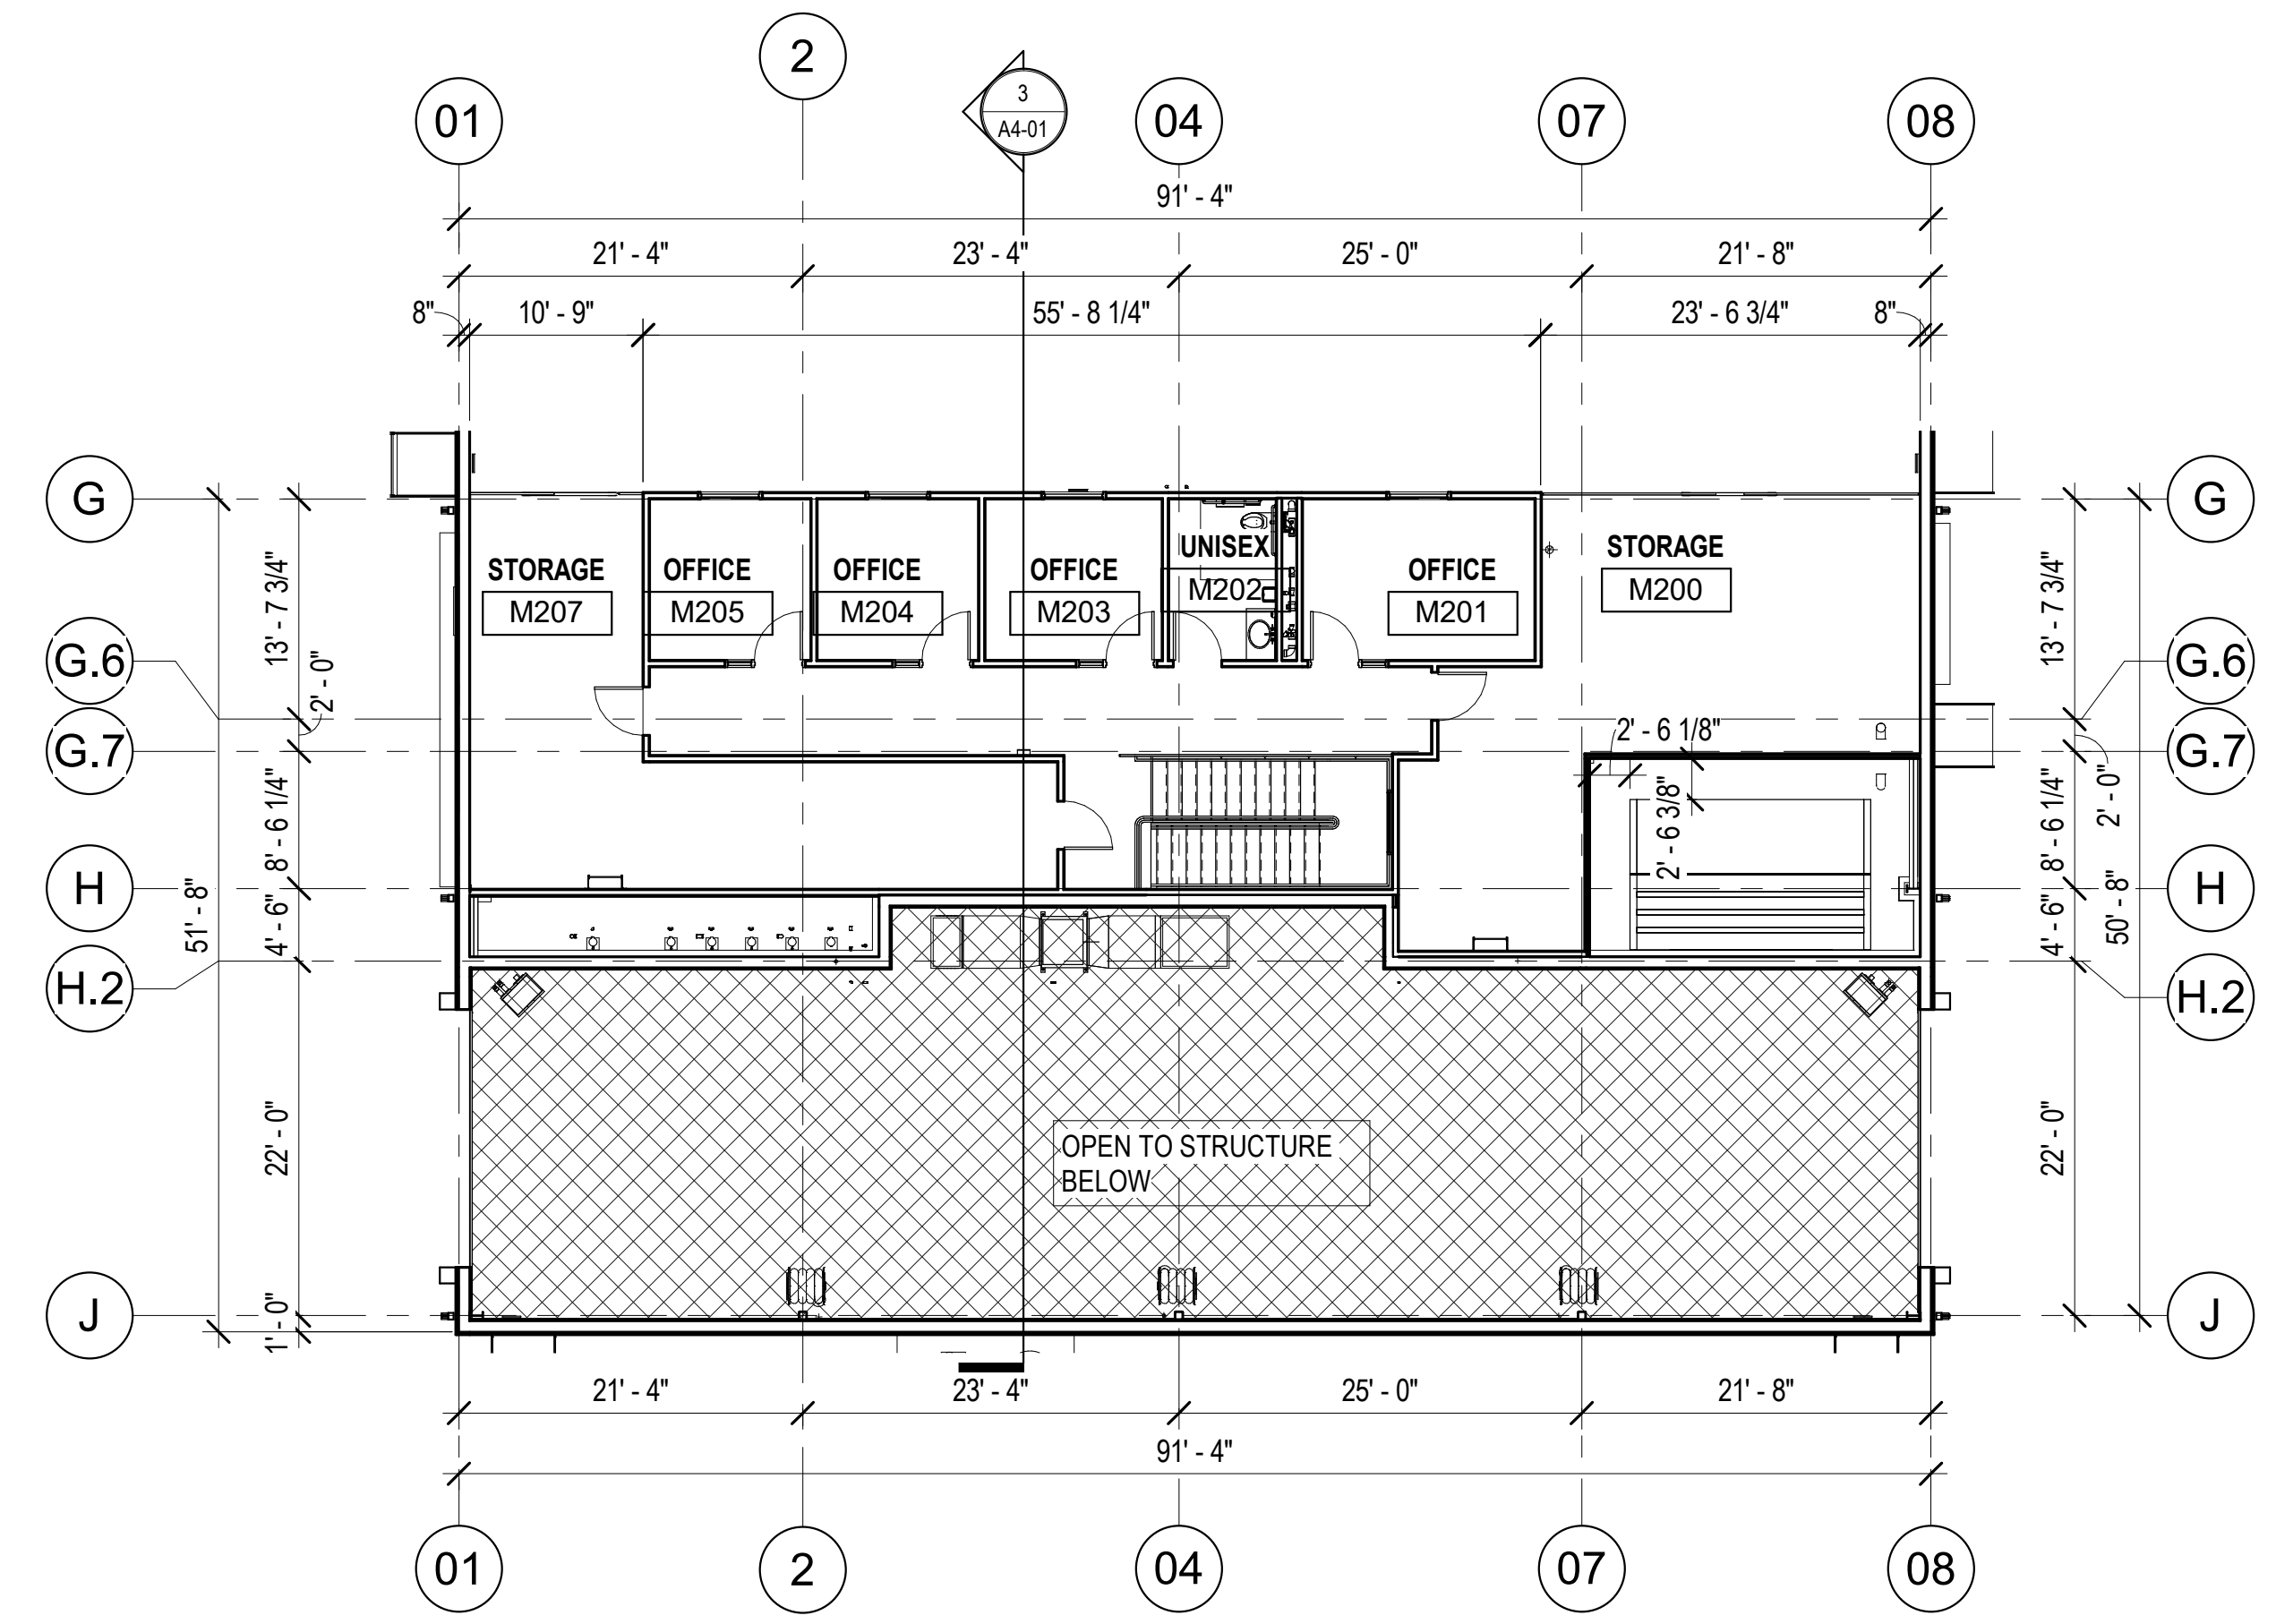 2
01
3
A4-01
04
07
08
91' - 4"
21' - 4"
23' - 4"
25' - 0"
21' - 8"
8"
10' - 9"
55' - 8 1/4"
23' - 6 3/4"
8"
G
G
13' - 7 3/4"
13' - 7 3/4"
STORAGE
M207
OFFICE
M205
OFFICE
M204
OFFICE
M203
UNISEX
M202
OFFICE
M201
STORAGE
M200
G.6
G.6
2' - 0"
2' - 0"
G.7
G.7
2' - 6 1/8"
2' - 6 3/8"
8' - 6 1/4"
8' - 6 1/4"
H
H
51' - 8"
50' - 8"
4' - 6"
4' - 6"
H.2
H.2
22' - 0"
22' - 0"
OPEN TO STRUCTURE
BELOW
J
J
1' - 0"
21' - 4"
23' - 4"
25' - 0"
21' - 8"
91' - 4"
01
2
04
07
08